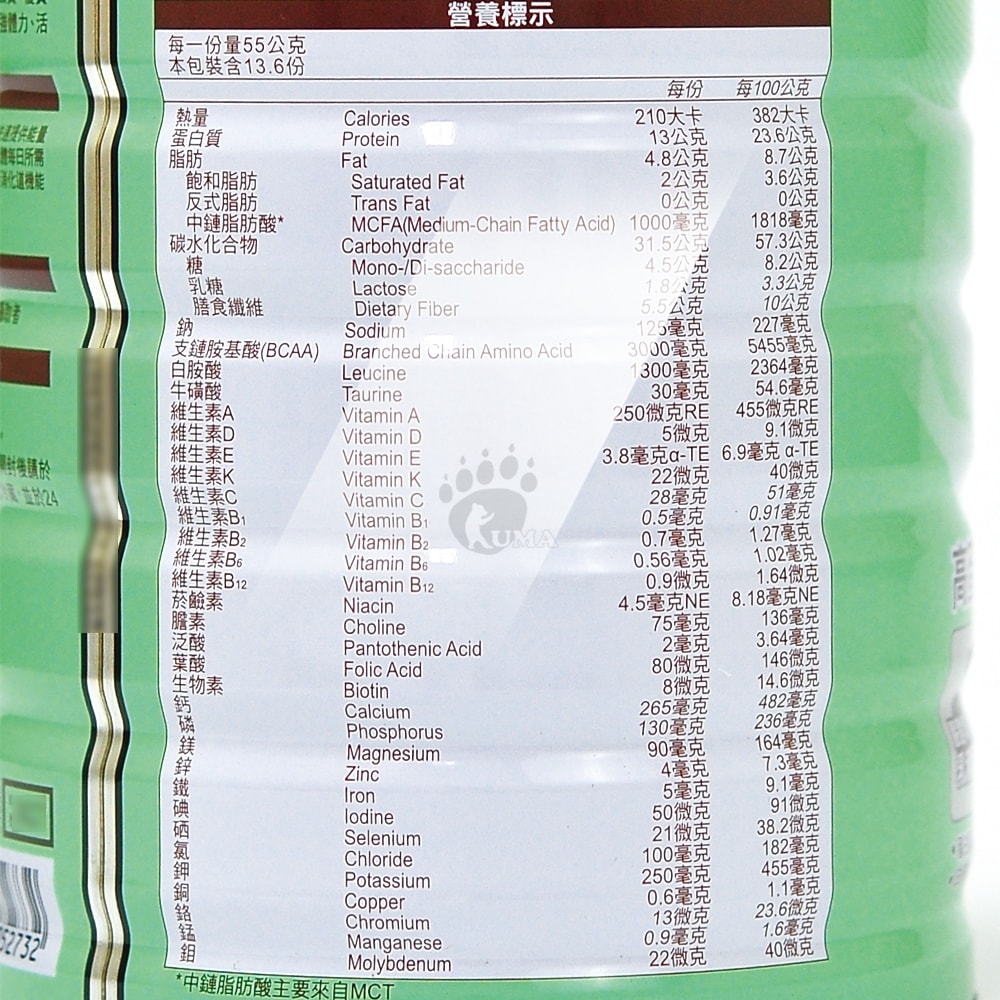 營養標示
每一份量55公克
本包裝含13.6份
每份 每100公克
熱量 Calories 210大卡 382大卡
蛋白質 Protein 13公克 23.6公克
脂肪 Fat 4.8公克 8.7公克
飽和脂肪 Saturated Fat 2公克 3.6公克
反式脂肪 Trans Fat 0公克 0公克
中鏈脂肪酸* MCFA(Medium-Chain Fatty Acid) 1000毫克 1818毫克
碳水化合物 Carbohydrate 31.5公克 57.3公克
糖 Mono-/Di-saccharide 4.5公克 8.2公克
乳糖 Lactose 1.8公克 3.3公克
膳食纖維 Dietary Fiber 5.5公克 10公克
鈉 Sodium 125毫克 227毫克
支鏈胺基酸(BCAA) Branched Chain Amino Acid 3000毫克 5455毫克
白胺酸 Leucine 1300毫克 2364毫克
牛磺酸 Taurine 30毫克 54.6毫克
維生素A Vitamin A 250微克RE 455微克RE
維生素D Vitamin D 5微克 9.1微克
維生素E Vitamin E 3.8毫克α-TE 6.9毫克 α-TE
維生素K Vitamin K 22微克 40微克
維生素C Vitamin C 28毫克 51毫克
維生素B1 Vitamin B1 0.5毫克 0.91毫克
維生素B2 Vitamin B2 0.7毫克 1.27毫克
維生素B6 Vitamin B6 0.56毫克 1.02毫克
維生素B12 Vitamin B12 0.9微克 1.64微克
菸鹼素 Niacin 4.5毫克NE 8.18毫克NE
膽素 Choline 75毫克 136毫克
泛酸 Pantothenic Acid 2毫克 3.64毫克
葉酸 Folic Acid 80微克 146微克
生物素 Biotin 8微克 14.6微克
鈣 Calcium 265毫克 482毫克
磷 Phosphorus 130毫克 236毫克
鎂 Magnesium 90毫克 164毫克
鋅 Zinc 4毫克 7.3毫克
鐵 Iron 5毫克 9.1毫克
碘 Iodine 50微克 91微克
硒 Selenium 21微克 38.2微克
氯 Chloride 100毫克 182毫克
鉀 Potassium 250毫克 455毫克
銅 Copper 0.6毫克 1.1毫克
鉻 Chromium 13微克 23.6微克
錳 Manganese 0.9毫克 1.6毫克
鉬 Molybdenum 22微克 40微克
*中鏈脂肪酸主要來自MCT
KUMA
體力、活
速提供能量
體每日所需
消化道機能
開封後請於
52732